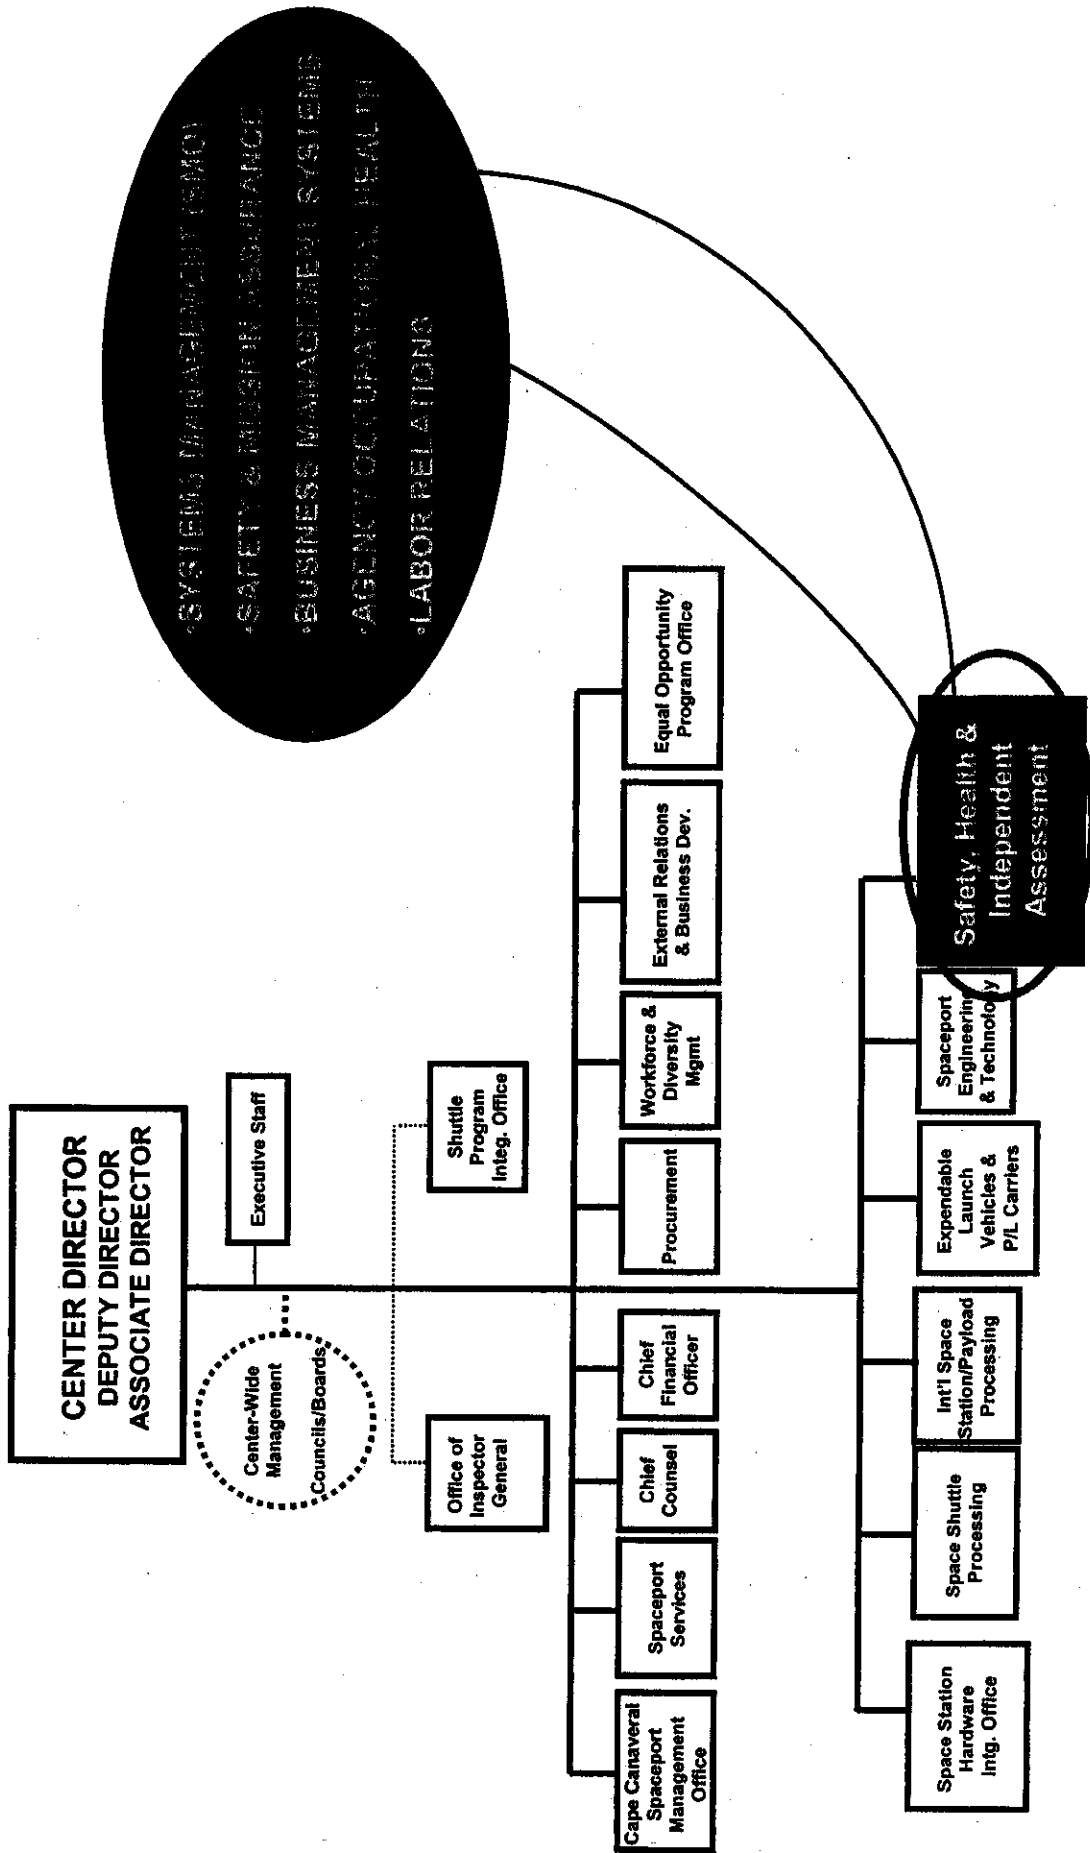 CENTER DIRECTOR
DEPUTY DIRECTOR
ASSOCIATE DIRECTOR
Executive Staff
Center-Wide
Management
Councils/Boards
Office of
Inspector
General
Shuttle
Program
Integ. Office
Cape Canaveral
Spaceport
Management
Office
Spaceport
Services
Chief
Counsel
Chief
Financial
Officer
Procurement
Workforce &
Diversity
Mgmt
External Relations
& Business Dev.
Equal Opportunity
Program Office
Space Station
Hardware
Intg. Office
Space Shuttle
Processing
Int'l Space
Station/Payload
Processing
Expendable
Launch
Vehicles &
P/L Carriers
Spaceport
Engineering
& Technology
Safety, Health &
Independent
Assessment
•SYSTEMS MANAGEMENT (SMO)
•SAFETY & MISSION ASSURANCE
•BUSINESS MANAGEMENT SYSTEMS
•AGENCY OCCUPATIONAL HEALTH
•LABOR RELATIONS